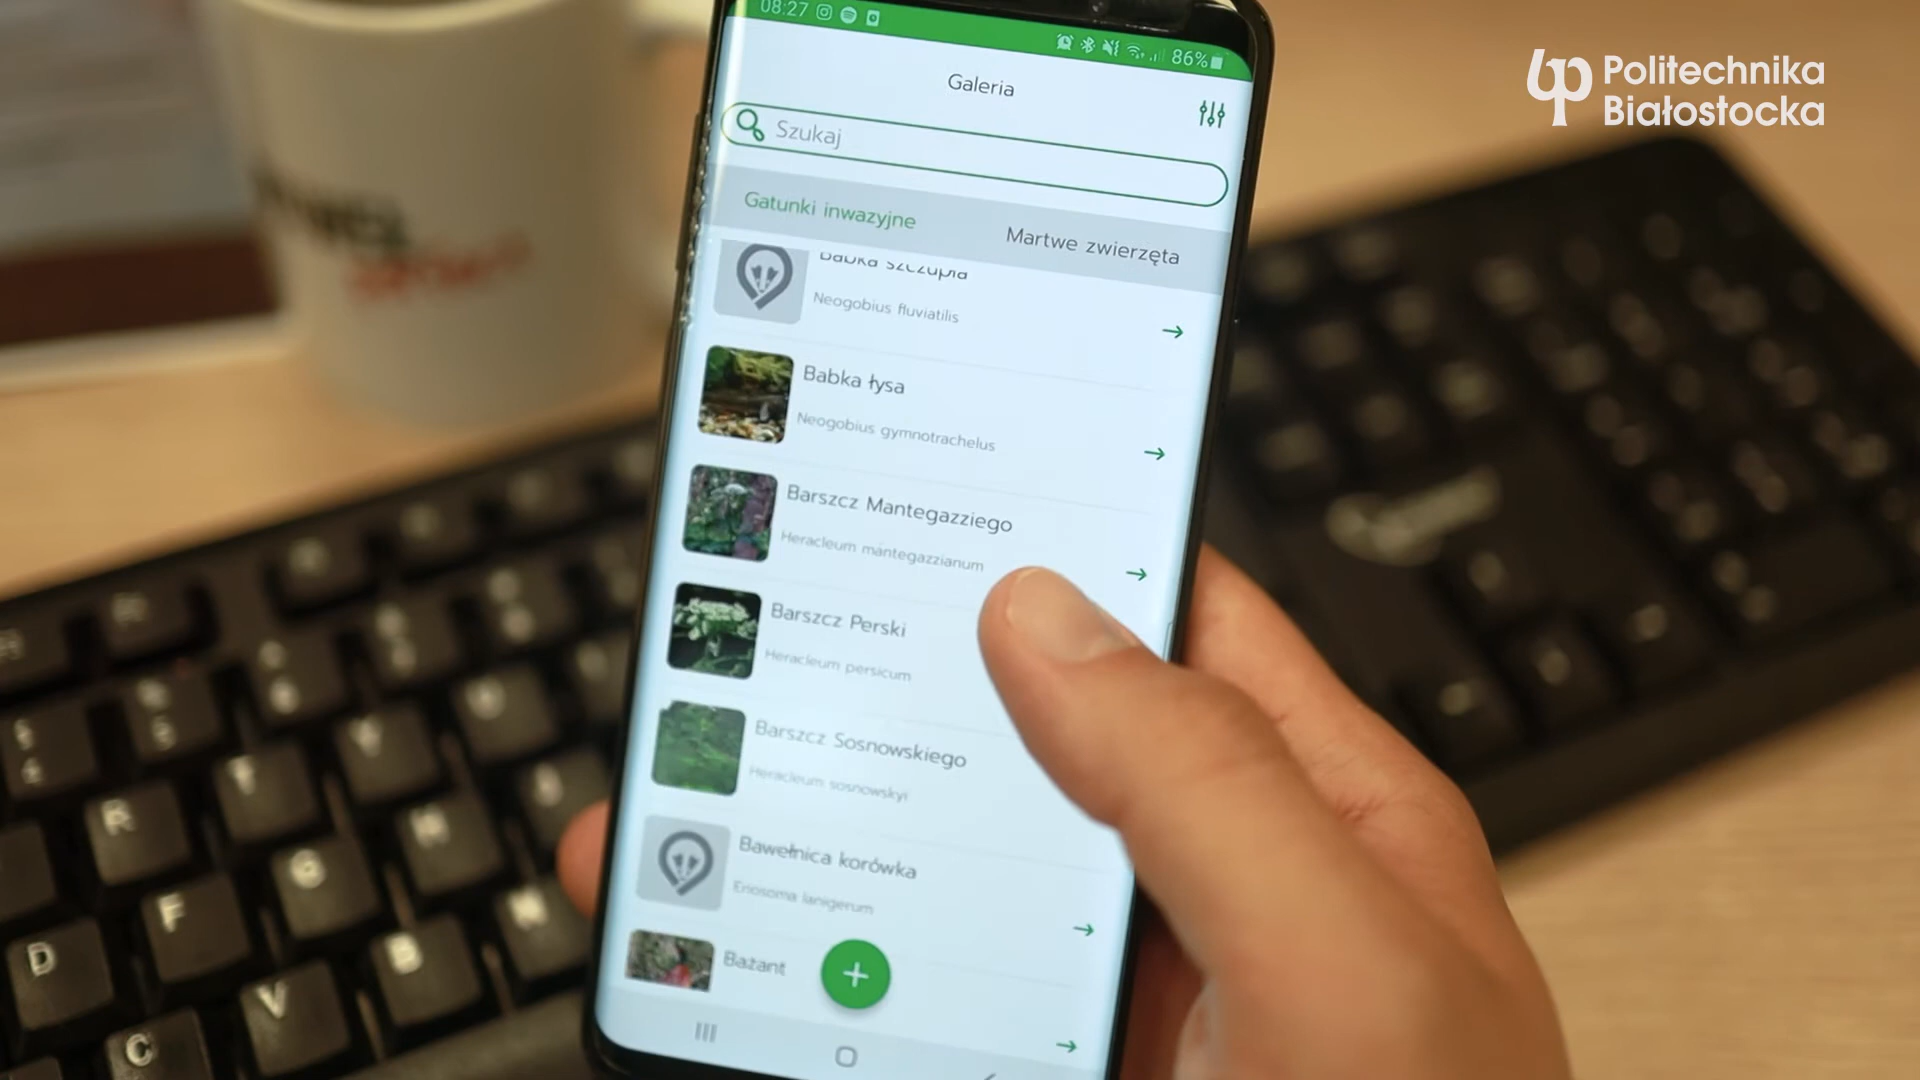 08:27
86%
Politechnika
Białostocka
Galeria
Szukaj
Gatunki inwazyjne
Martwe zwierzęta
Babka szczupła
Neogobius fluviatilis
Babka łysa
Neogobius gymnotrachelus
Barszcz Mantegazziego
Heracleum mantegazzianum
Barszcz Perski
Heracleum persicum
Barszcz Sosnowskiego
Heracleum sosnowskyi
Bawełnica korówka
Eriosoma lanigerum
Bażant
+
R
T
Y
D
F
G
C
V
B
N